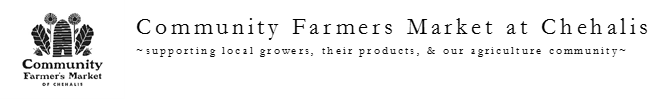 Community Farmers Market at Chehalis
~supporting local growers, their products, & our agriculture community~
Community
Farmer's Market
OF CHEHALIS